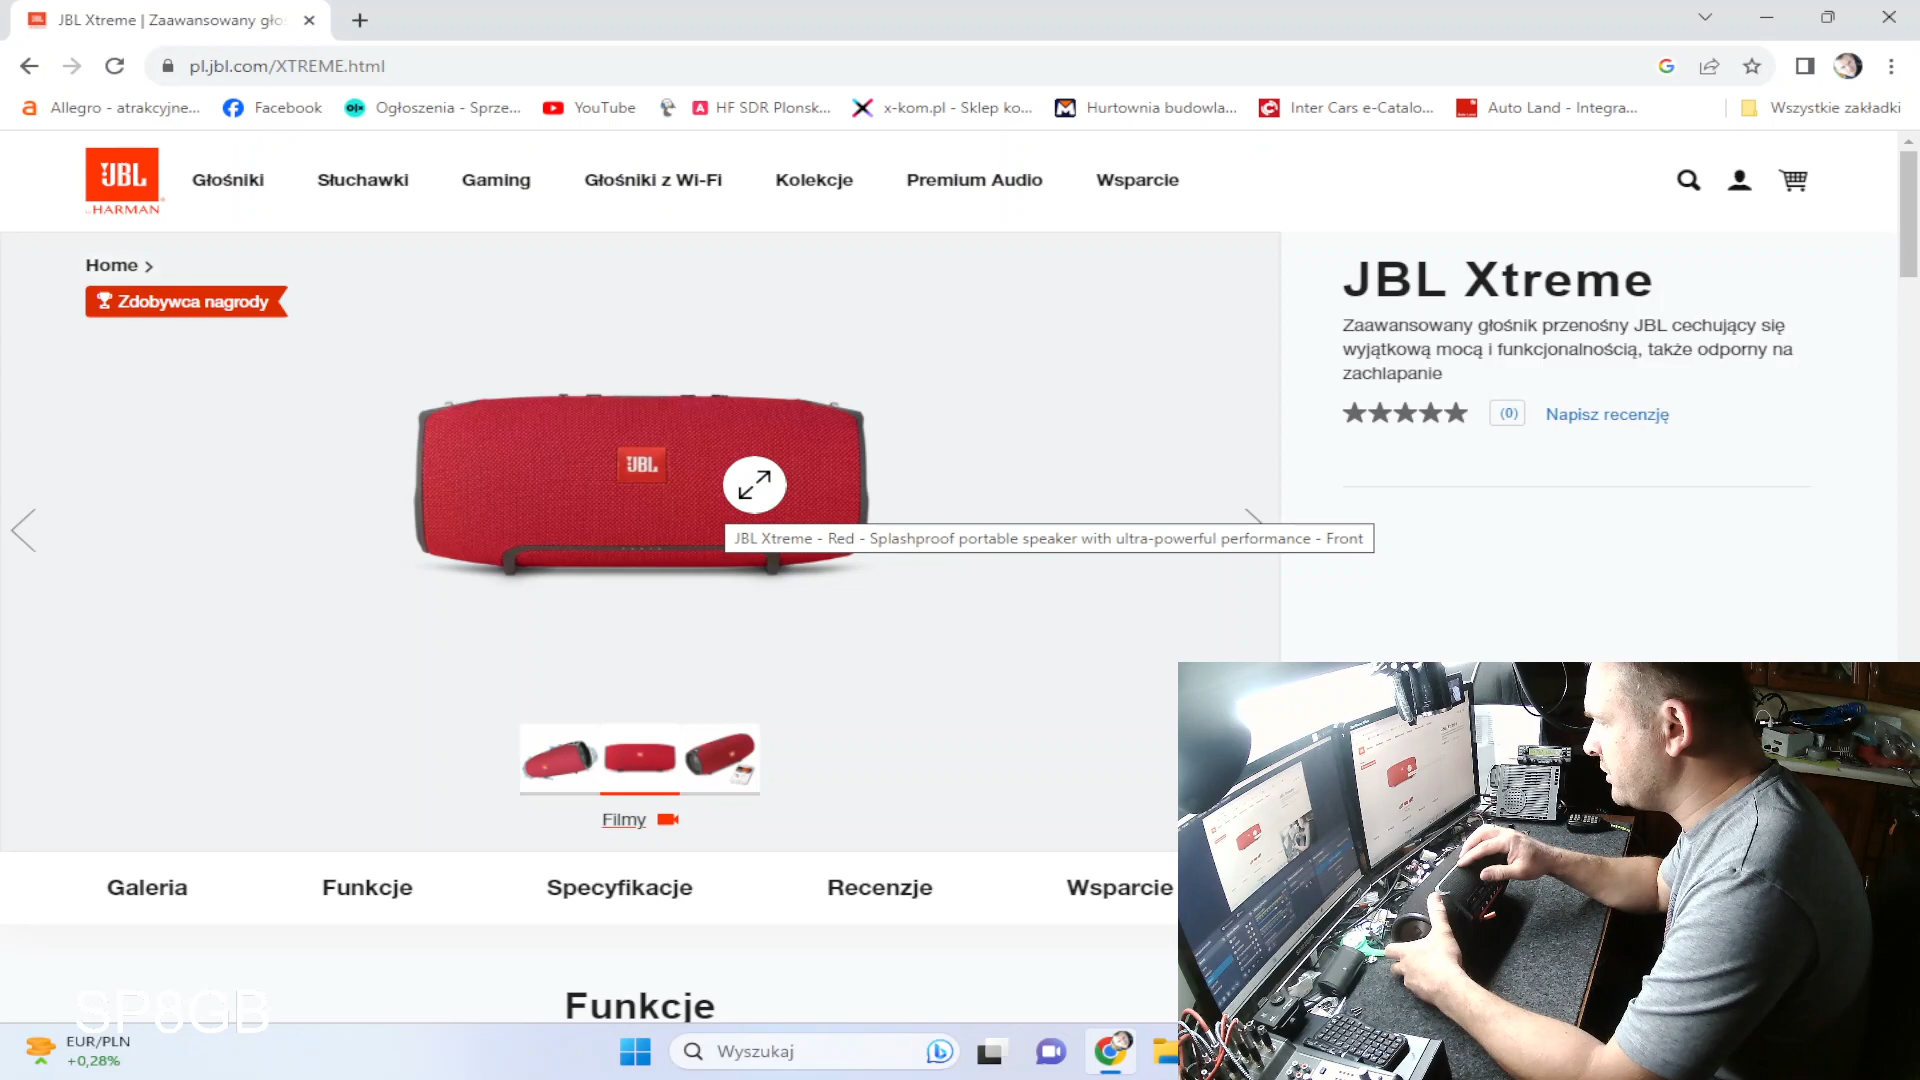 JBL Xtreme | Zaawansowany gło
pl.jbl.com/XTREME.html
Allegro - atrakcyjne...
Facebook
Ogłoszenia - Sprze...
YouTube
HF SDR Plonsk...
x-kom.pl - Sklep ko...
Hurtownia budowla...
Inter Cars e-Catalo...
Auto Land - Integra...
Wszystkie zakładki
JBL
HARMAN
Głośniki
Słuchawki
Gaming
Głośniki z Wi-Fi
Kolekcje
Premium Audio
Wsparcie
Home >
Zdobywca nagrody
JBL
JBL Xtreme - Red - Splashproof portable speaker with ultra-powerful performance - Front
Filmy
JBL Xtreme
Zaawansowany głośnik przenośny JBL cechujący się
wyjątkową mocą i funkcjonalnością, także odporny na
zachlapanie
(0)
Napisz recenzję
Galeria
Funkcje
Specyfikacje
Recenzje
Wsparcie
Funkcje
SP8GB
EUR/PLN
+0,28%
Wyszukaj